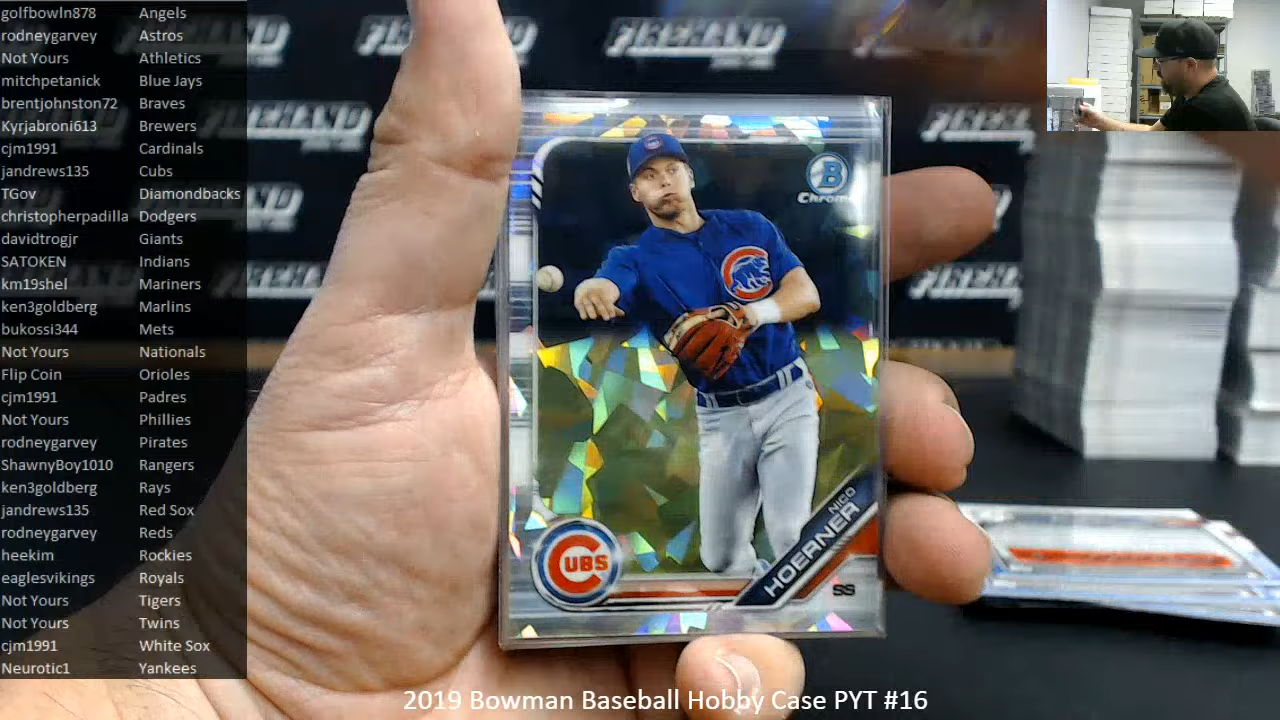 golfbowln878 Angels
rodneygarvey Astros
Not Yours Athletics
mitchpetanick Blue Jays
brentjohnston72 Braves
Kyrjabroni613 Brewers
cjm1991 Cardinals
jandrews135 Cubs
TGov Diamondbacks
christopherpadilla Dodgers
davidtrogjr Giants
SATOKEN Indians
km19shel Mariners
ken3goldberg Marlins
bukossi344 Mets
Not Yours Nationals
Flip Coin Orioles
cjm1991 Padres
Not Yours Phillies
rodneygarvey Pirates
ShawnyBoy1010 Rangers
ken3goldberg Rays
jandrews135 Red Sox
rodneygarvey Reds
heekim Rockies
eaglesvikings Royals
Not Yours Tigers
Not Yours Twins
cjm1991 White Sox
Neurotic1 Yankees
FIREHAND
FIREHAND
B
Chrome
CUBS
NICO
HOERNER
SS
2019 Bowman Baseball Hobby Case PYT #16